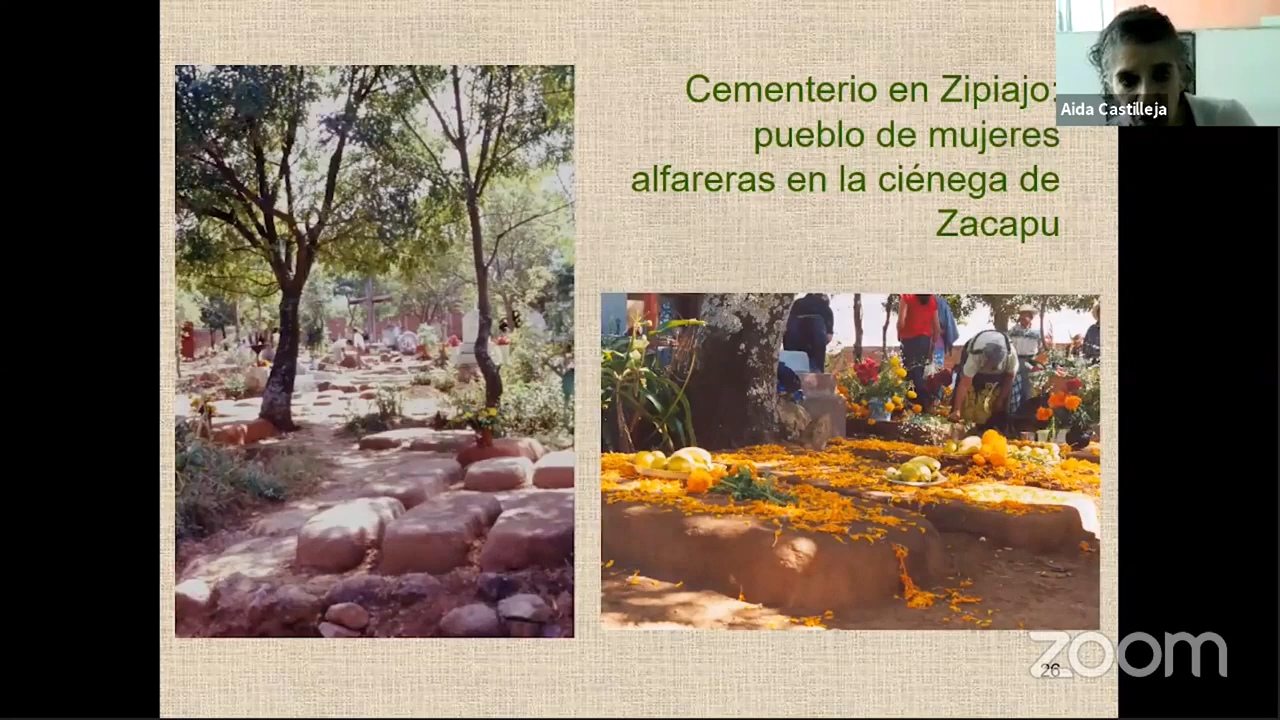 Cementerio en Zipiajo:
pueblo de mujeres
alfareras en la ciénega de
Zacapu
Aida Castilleja
26
zoom